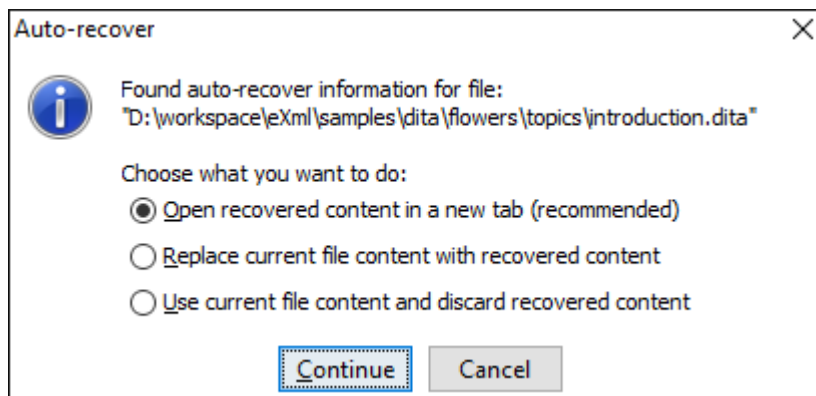 Auto-recover
Found auto-recover information for file:
"D:\workspace\eXml\samples\dita\flowers\topics\introduction.dita"
Choose what you want to do:
Open recovered content in a new tab (recommended)
Replace current file content with recovered content
Use current file content and discard recovered content
Continue Cancel